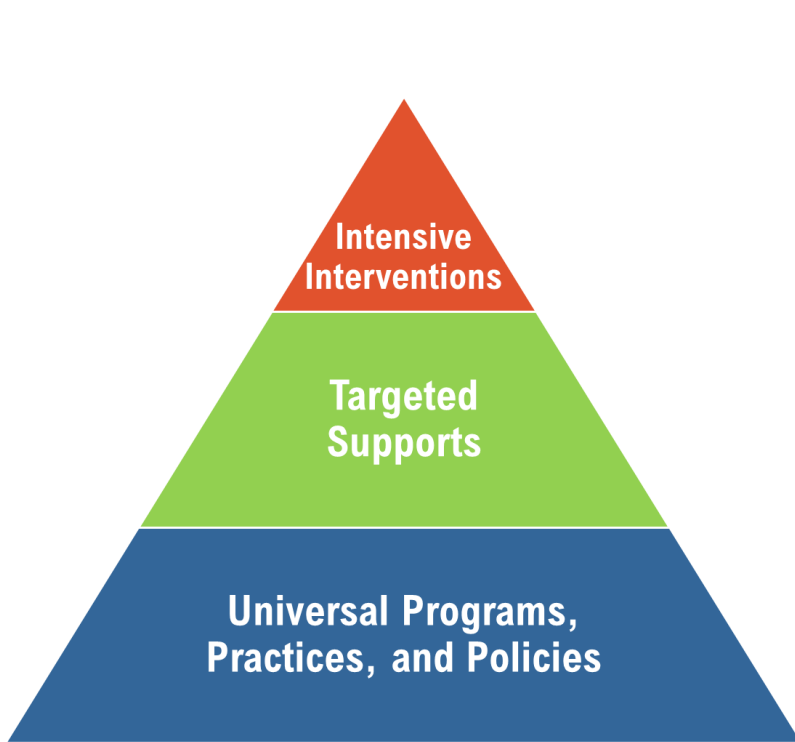 Intensive
Interventions
Targeted
Supports
Universal Programs,
Practices, and Policies